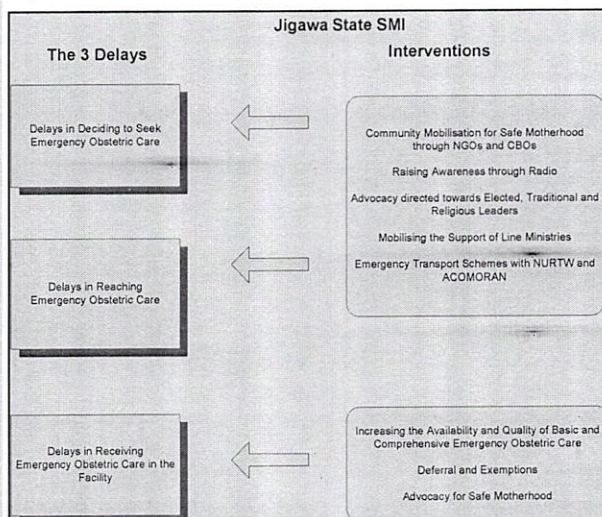 Jigawa State SMI
The 3 Delays
Interventions
Delays in Deciding to Seek
Emergency Obstetric Care
Delays in Reaching
Emergency Obstetric Care
Delays in Receiving
Emergency Obstetric Care in the
Facility
Community Mobilisation for Safe Motherhood
through NGOs and CBOs
Raising Awareness through Radio
Advocacy directed towards Elected, Traditional and
Religious Leaders
Mobilising the Support of Line Ministries
Emergency Transport Schemes with NURTW and
ACOMORAN
Increasing the Availability and Quality of Basic and
Comprehensive Emergency Obstetric Care
Deferral and Exemptions
Advocacy for Safe Motherhood